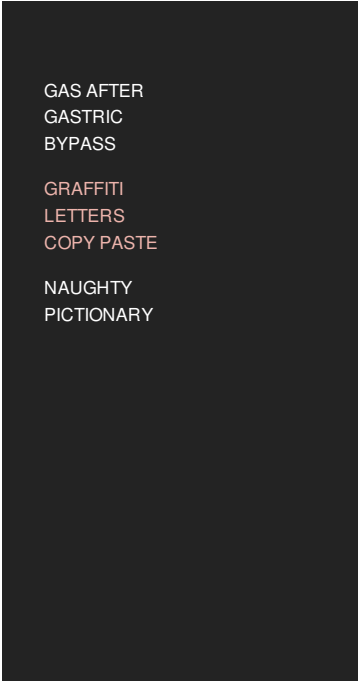 GAS AFTER
GASTRIC
BYPASS
GRAFFITI
LETTERS
COPY PASTE
NAUGHTY
PICTIONARY